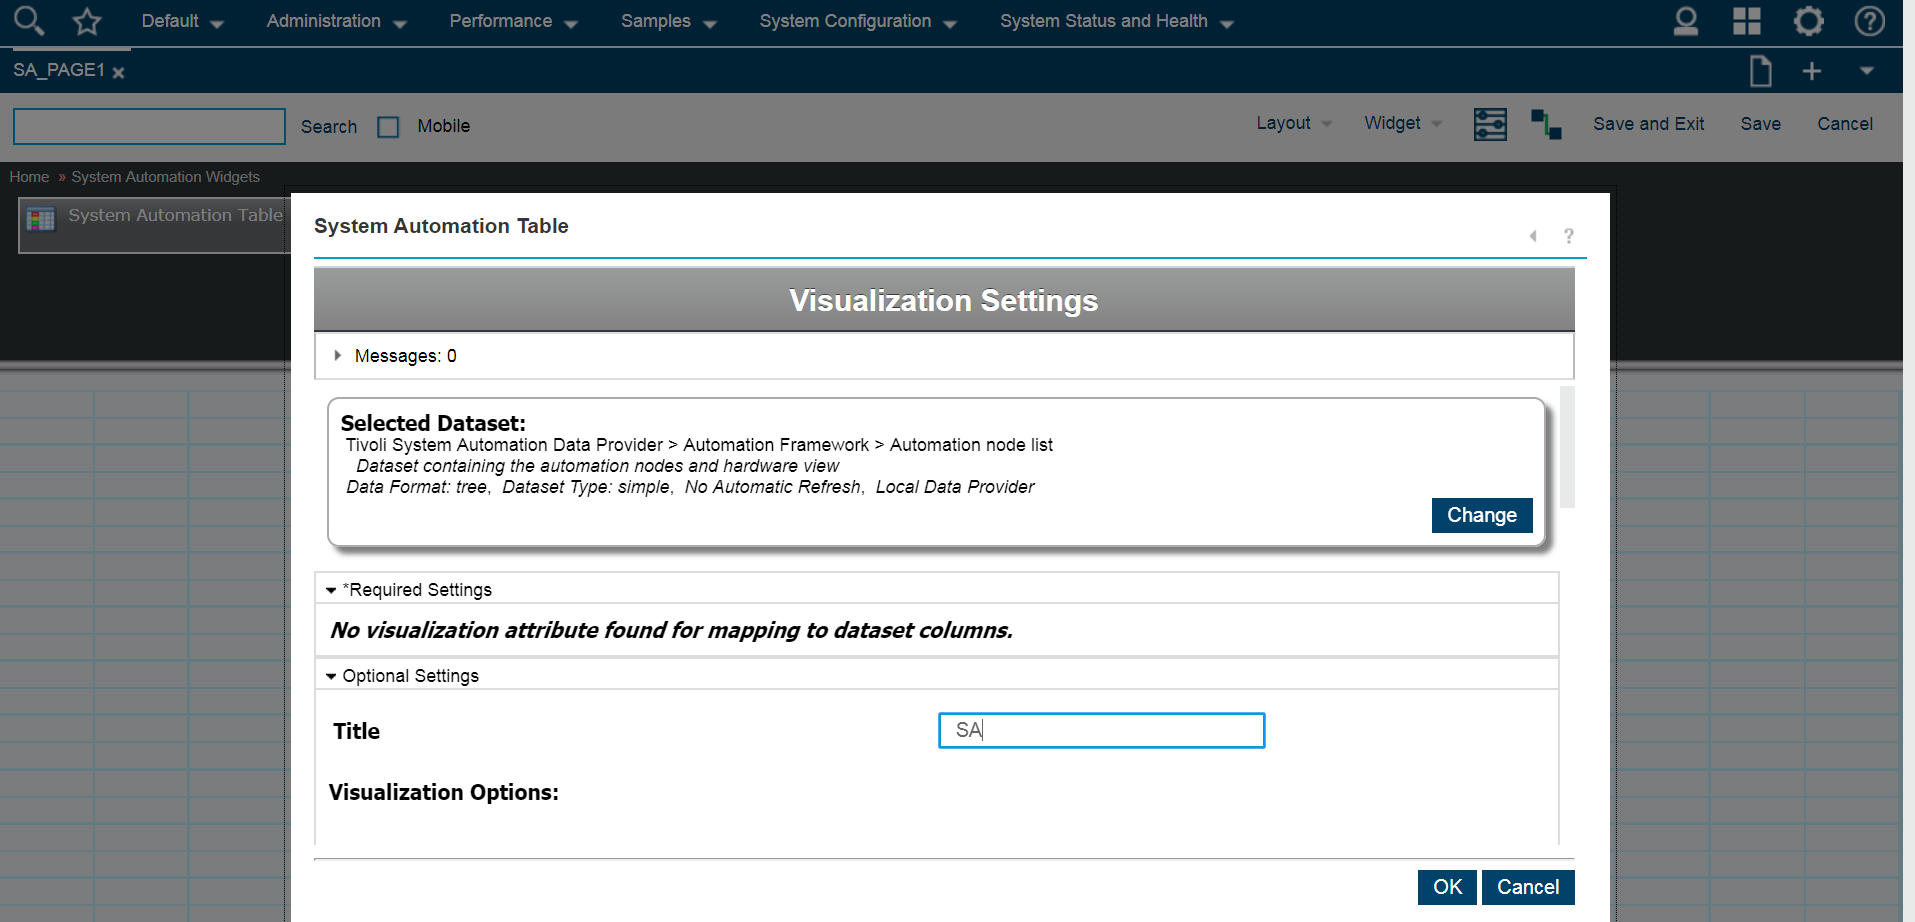 Default Administration Performance Samples System Configuration System Status and Health
SA_PAGE1
Search Mobile Layout Widget Save and Exit Save Cancel
Home » System Automation Widgets
System Automation Table
System Automation Table
?
Visualization Settings
Messages: 0
Selected Dataset:
Tivoli System Automation Data Provider > Automation Framework > Automation node list
Dataset containing the automation nodes and hardware view
Data Format: tree, Dataset Type: simple, No Automatic Refresh, Local Data Provider
Change
*Required Settings
No visualization attribute found for mapping to dataset columns.
Optional Settings
Title SA
Visualization Options:
OK Cancel